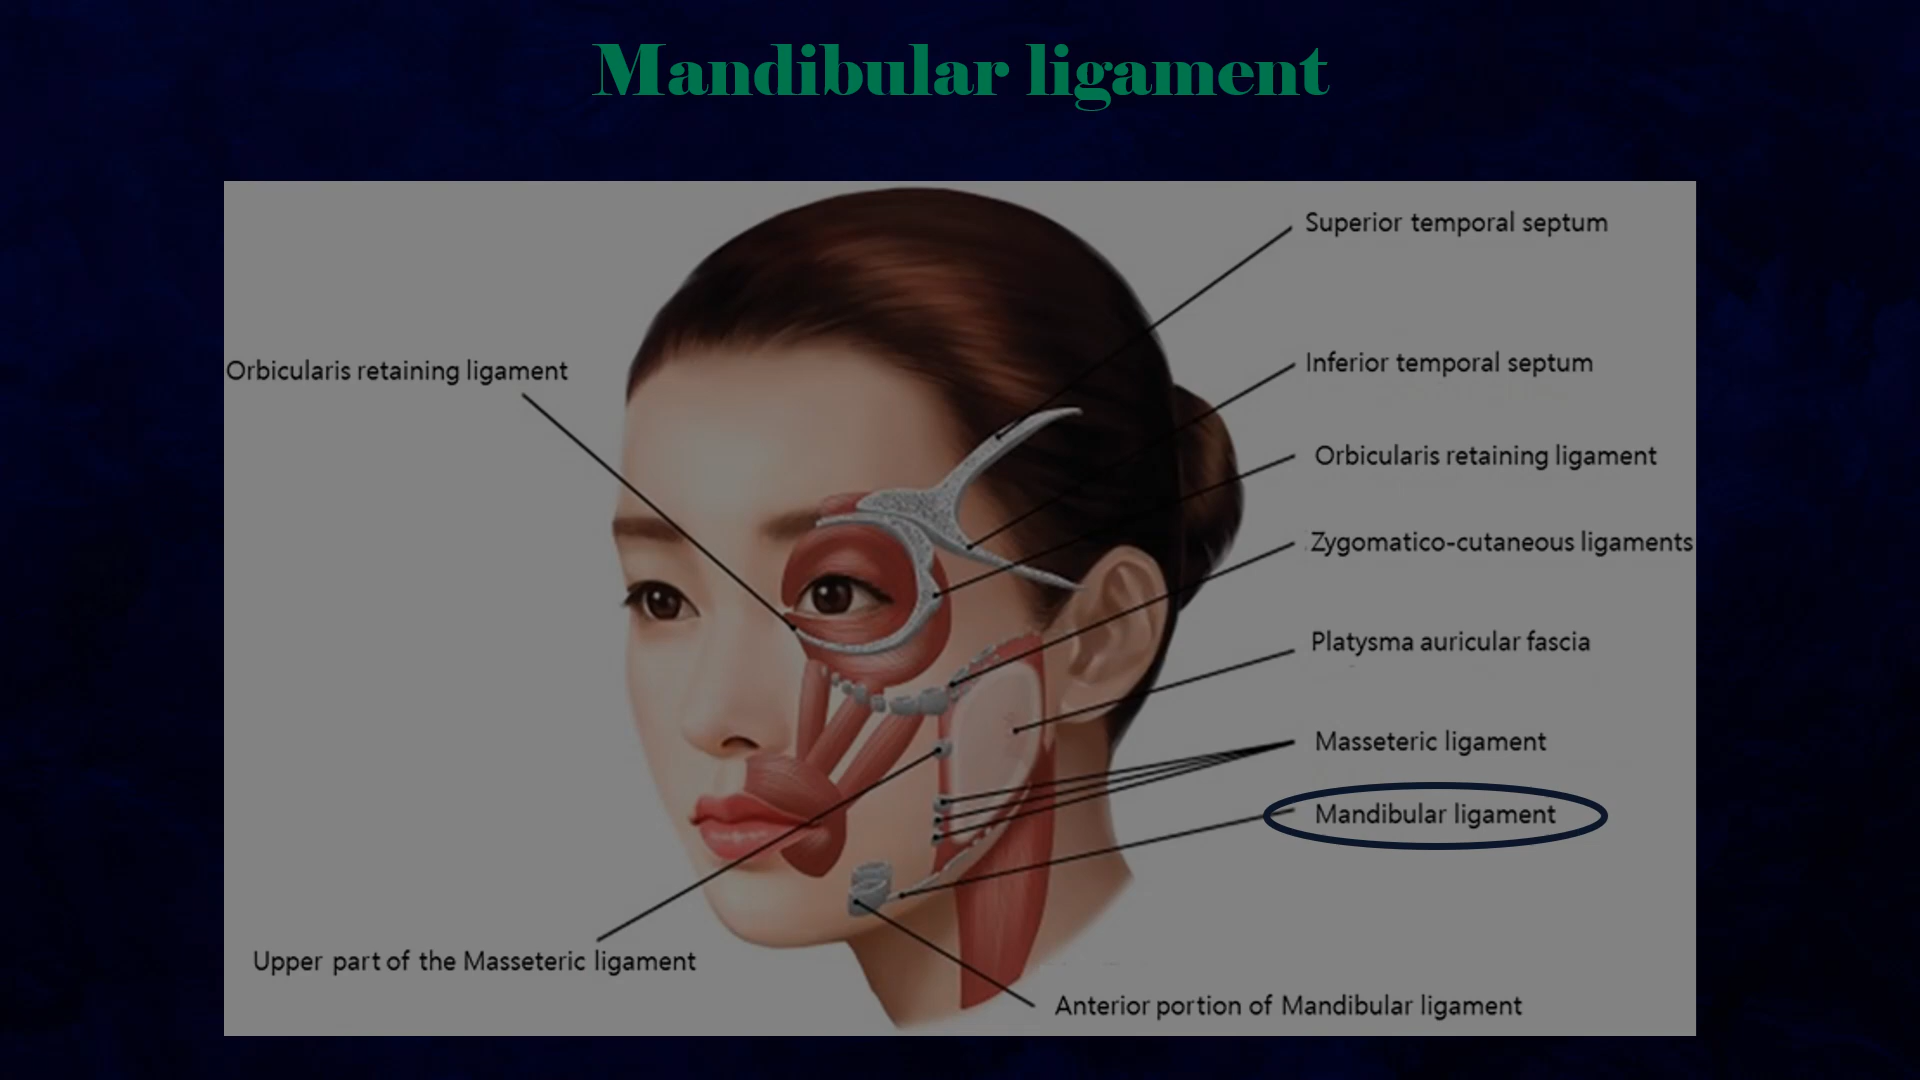 Mandibular ligament
Superior temporal septum
Inferior temporal septum
Orbicularis retaining ligament
Orbicularis retaining ligament
Zygomatico-cutaneous ligaments
Platysma auricular fascia
Masseteric ligament
Mandibular ligament
Upper part of the Masseteric ligament
Anterior portion of Mandibular ligament